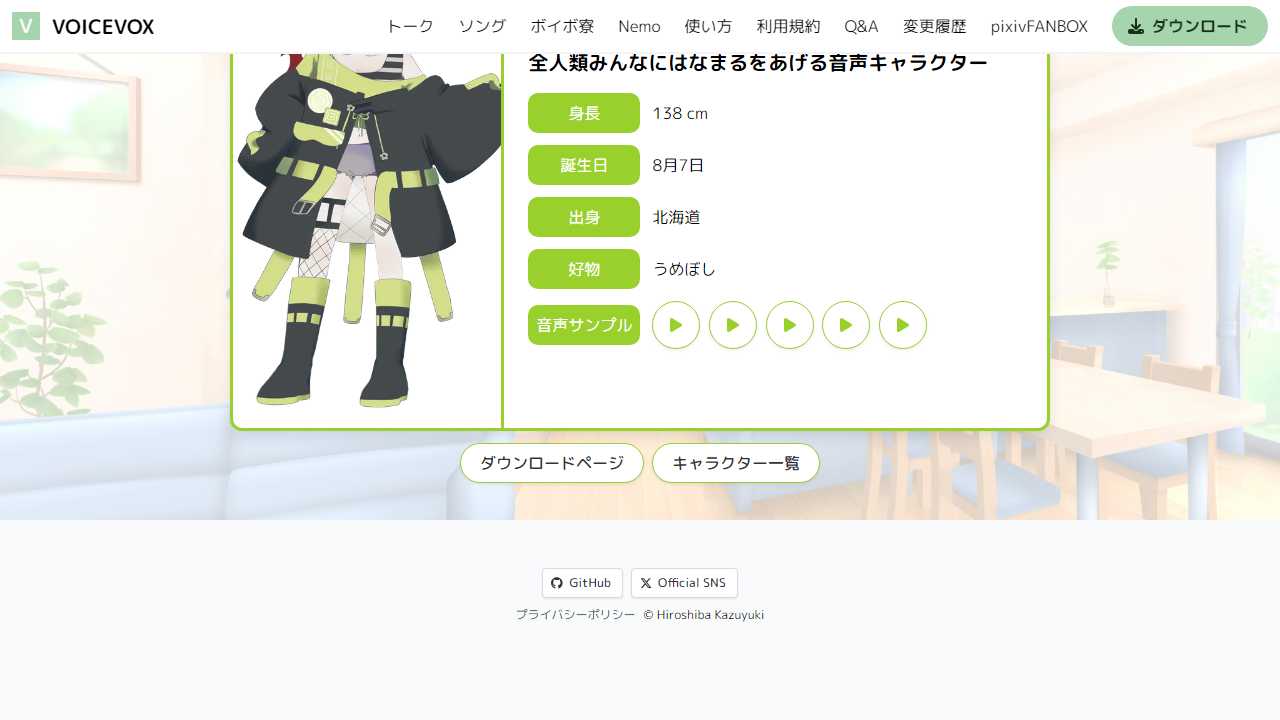 V VOICEVOX トーク ソング ボイボ寮 Nemo 使い方 利用規約 Q&A 変更履歴 pixivFANBOX ダウンロード
全人類みんなにはなまるをあげる音声キャラクター
身長 138 cm
誕生日 8月7日
出身 北海道
好物 うめぼし
音声サンプル
ダウンロードページ キャラクター一覧
GitHub Official SNS
プライバシーポリシー © Hiroshiba Kazuyuki